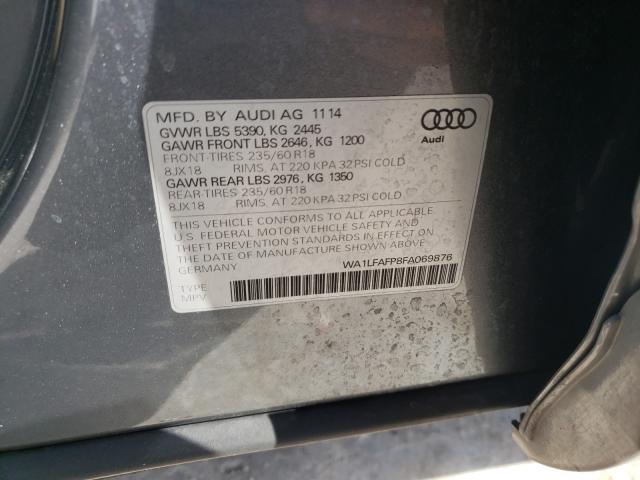 MFD. BY AUDI AG 11 14
GVWR LBS 5390, KG 2445
GAWR FRONT LBS 2646, KG 1200
FRONT-TIRES 235/60 R18
8JX18 RIMS, AT 220 KPA 32 PSI COLD
GAWR REAR LBS 2976, KG 1350
REAR-TIRES 235/60 R18
8JX18 RIMS, AT 220 KPA 32 PSI COLD
THIS VEHICLE CONFORMS TO ALL APPLICABLE
U.S. FEDERAL MOTOR VEHICLE SAFETY AND
THEFT PREVENTION STANDARDS IN EFFECT ON
THE DATE OF MANUFACTURE SHOWN ABOVE.
GERMANY WA1LFAFP8FA069876
TYPE
MPV
Audi